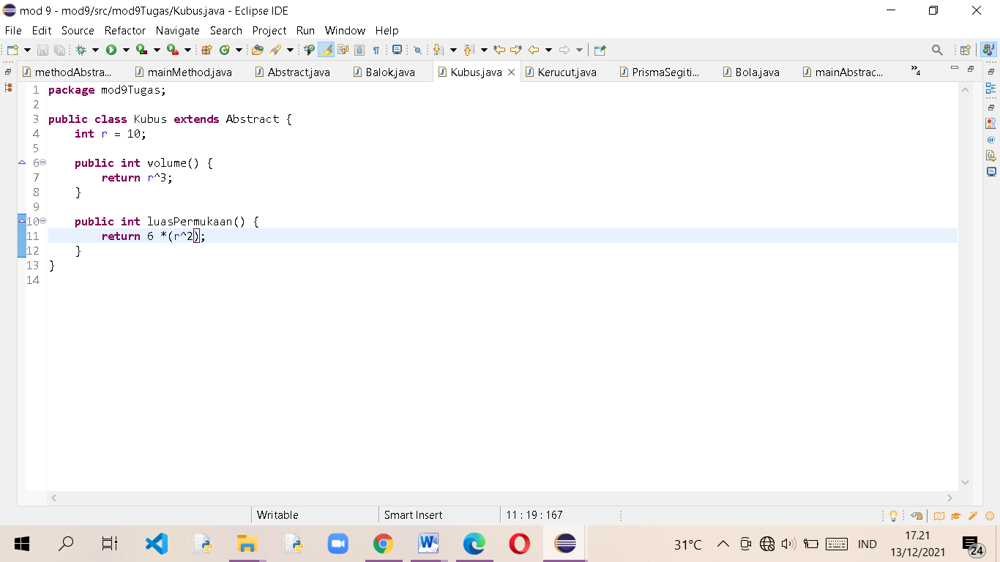 mod 9 - mod9/src/mod9Tugas/Kubus.java - Eclipse IDE
File Edit Source Refactor Navigate Search Project Run Window Help
methodAbstra... mainMethod.java Abstract.java Balok.java Kubus.java Kerucut.java PrismaSegiti... Bola.java mainAbstrac... »4
1 package mod9Tugas;
2
3 public class Kubus extends Abstract {
4 int r = 10;
5
6 public int volume() {
7 return r^3;
8 }
9
10 public int luasPermukaan() {
11 return 6 *(r^2);
12 }
13 }
14
Writable Smart Insert 11 : 19 : 167
31°C IND 17.21
13/12/2021 24